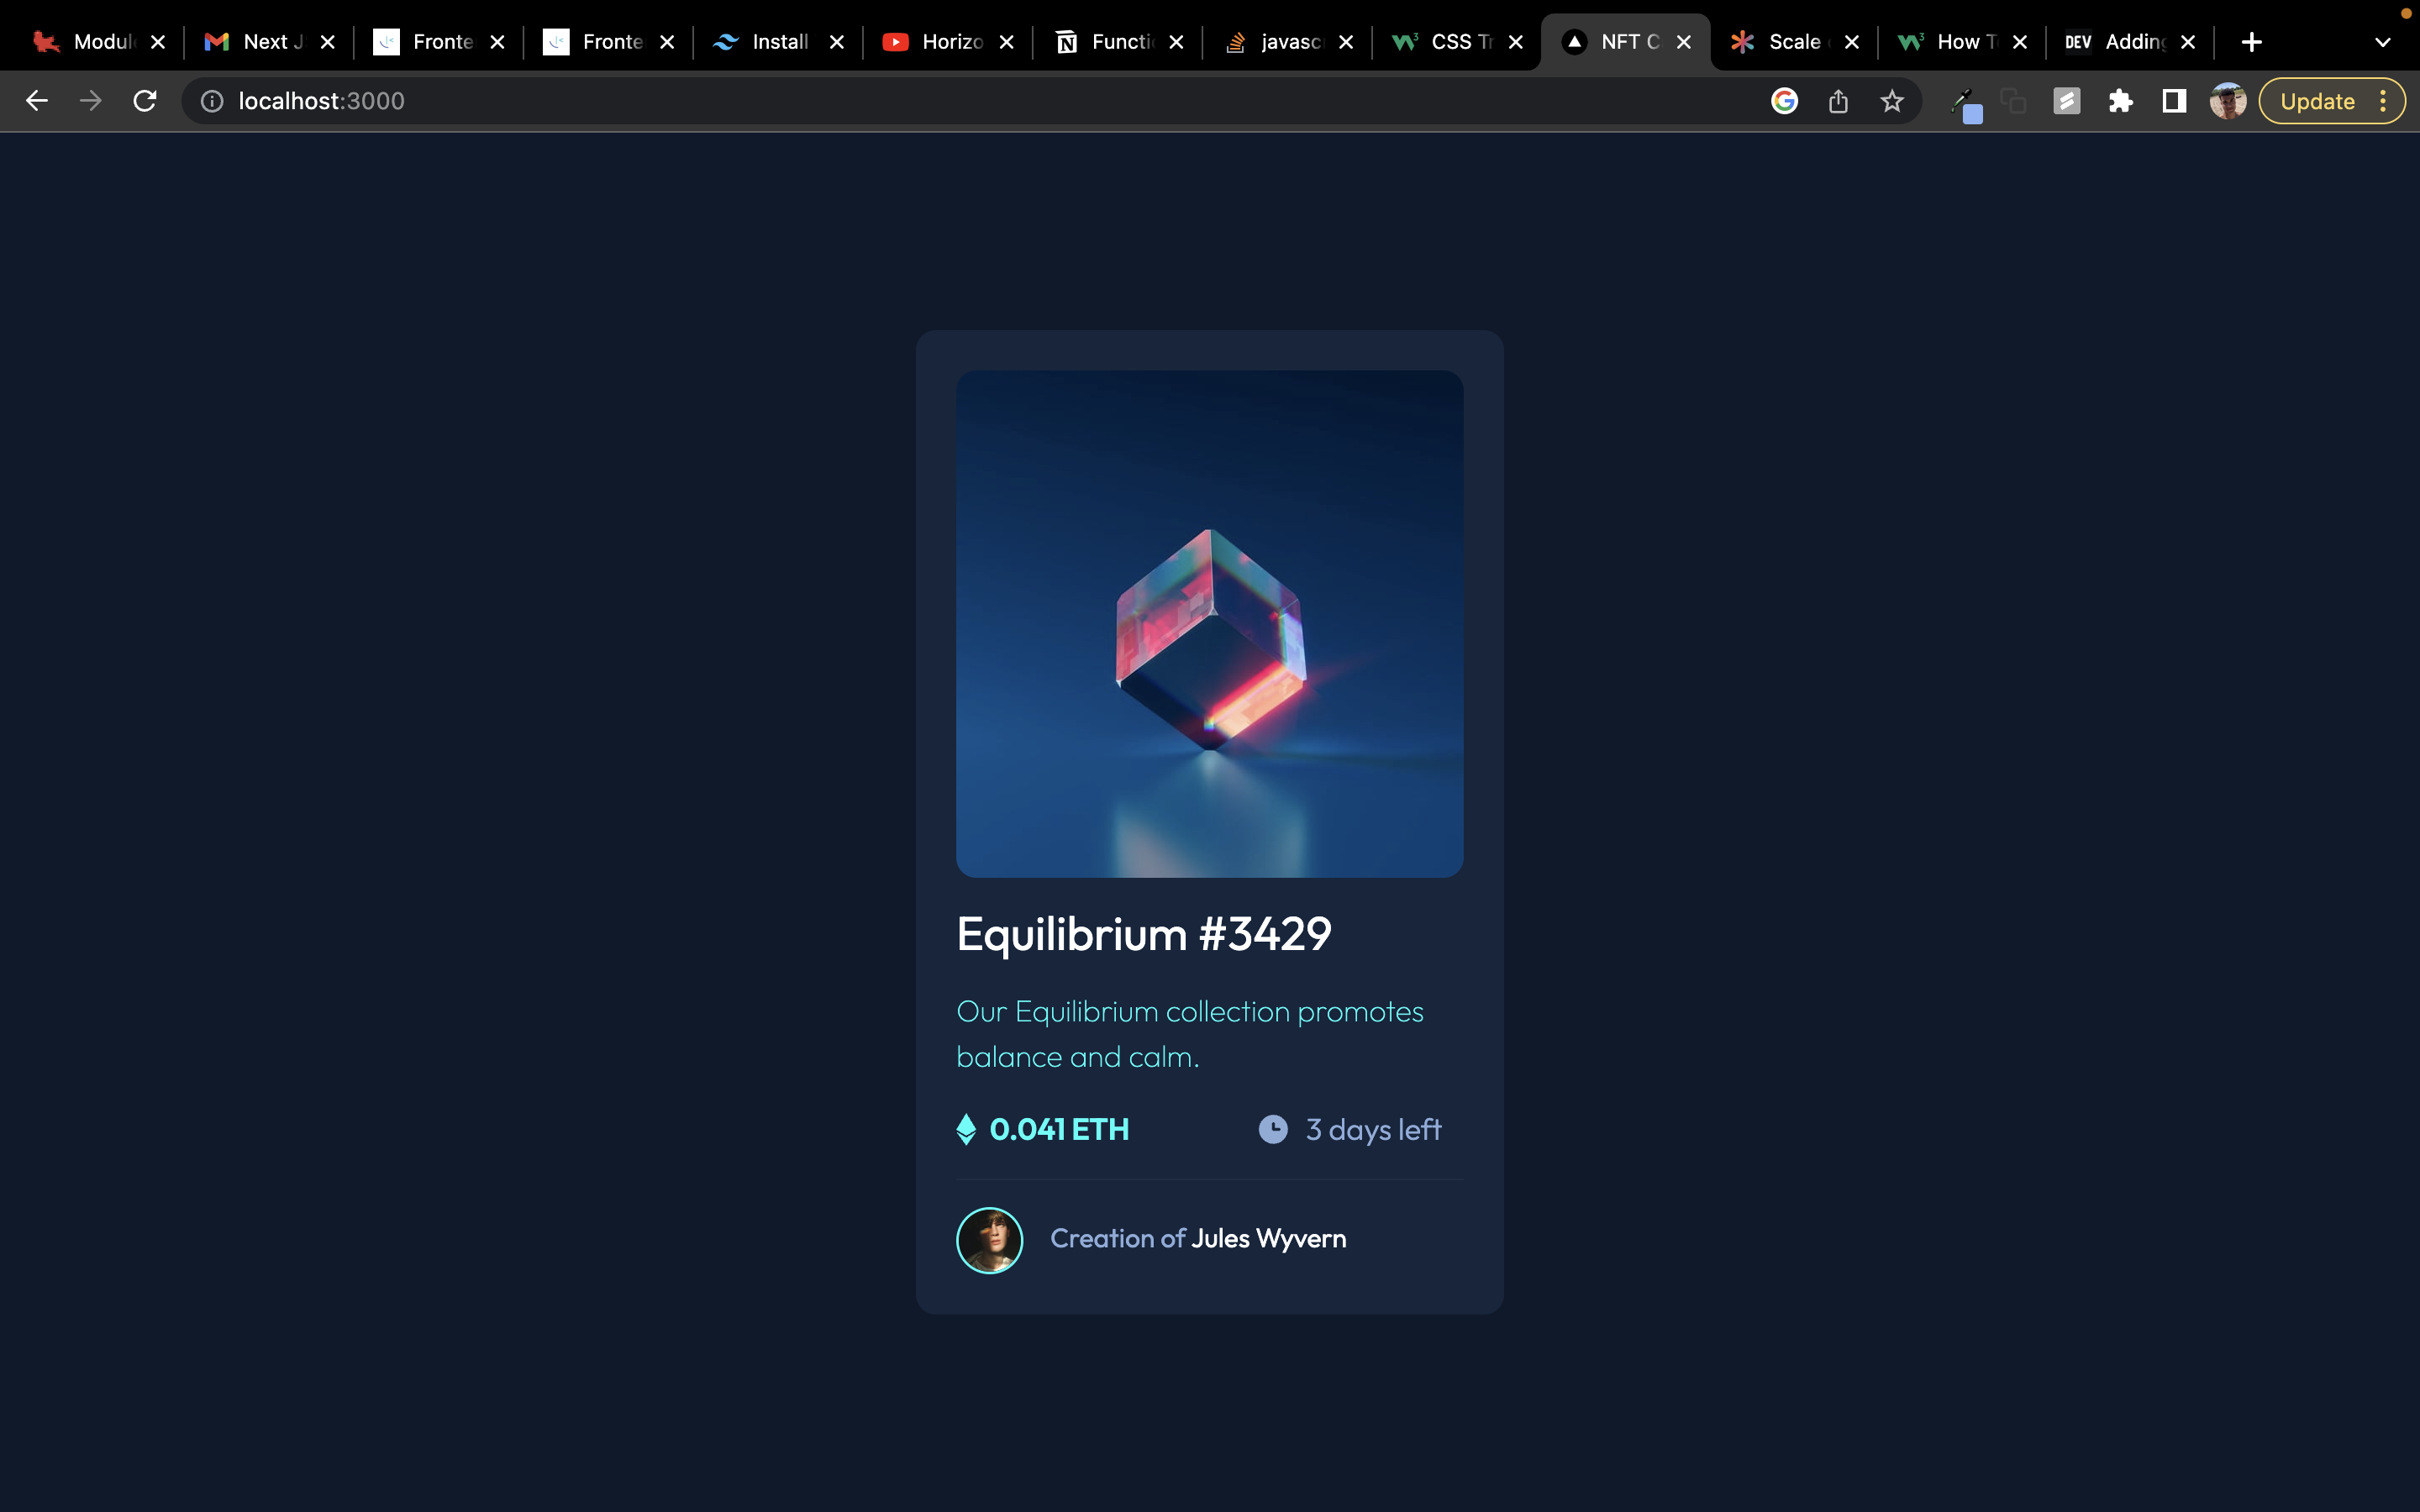 Modul
Next J
Fronte
Fronte
Install
Horizo
Functi
javasc
CSS Tr
NFT C
Scale
How T
DEV Adding
localhost:3000
Update
Equilibrium #3429
Our Equilibrium collection promotes
balance and calm.
0.041 ETH
3 days left
Creation of Jules Wyvern